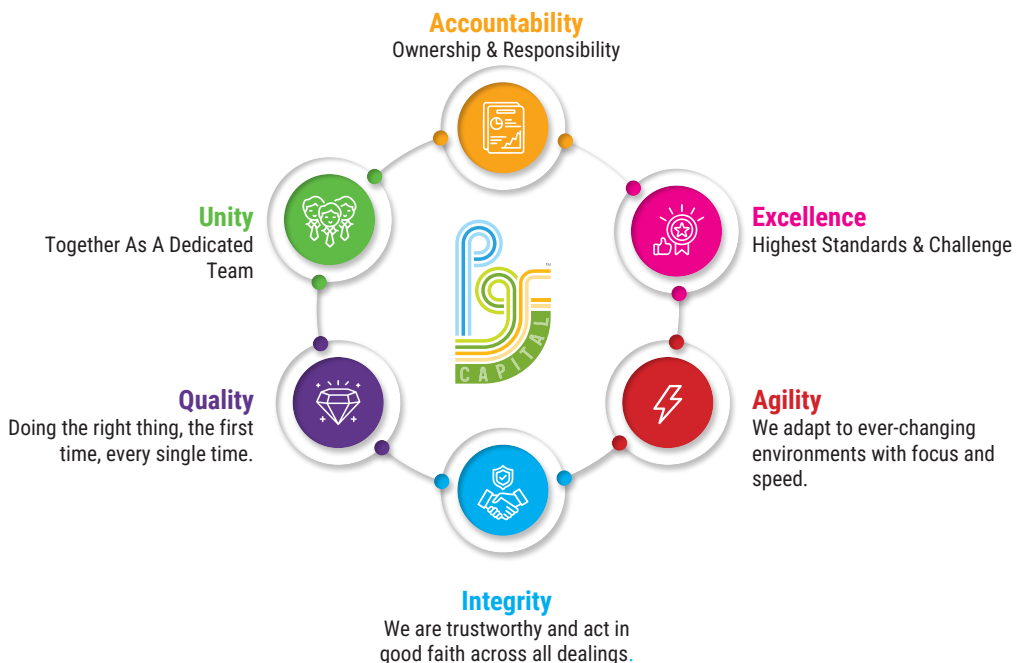 Accountability
Ownership & Responsibility
Unity
Together As A Dedicated
Team
Excellence
Highest Standards & Challenge
pgr
™
CAPITAL
Quality
Doing the right thing, the first
time, every single time.
Agility
We adapt to ever-changing
environments with focus and
speed.
Integrity
We are trustworthy and act in
good faith across all dealings.